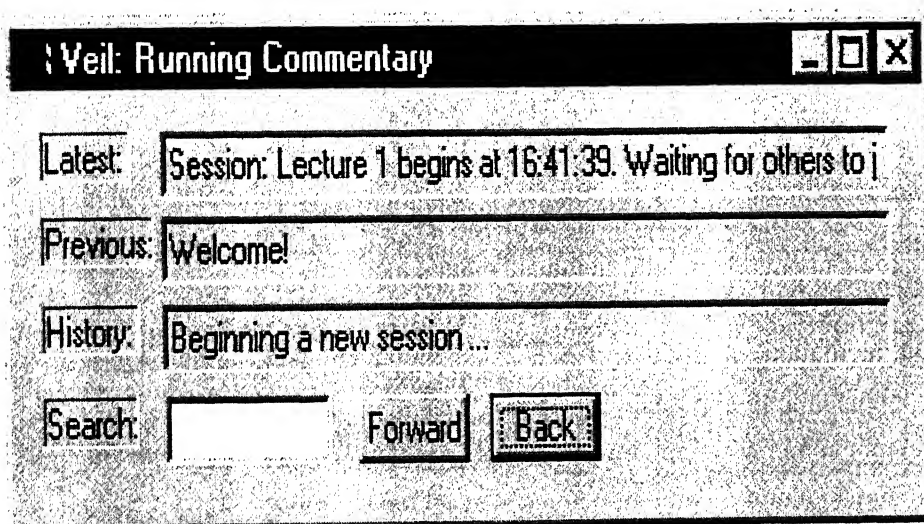 Veil: Running Commentary
Latest: Session: Lecture 1 begins at 16:41:39. Waiting for others to j
Previous: Welcome!
History: Beginning a new session ...
Search: Forward Back